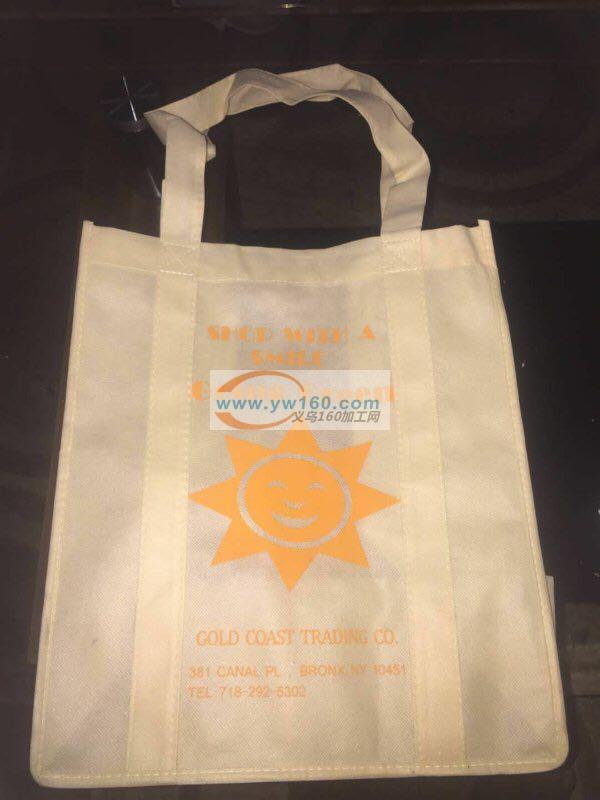 SHOP WITH A
SMILE
www.yw160.com
义乌160加工网
GOLD COAST TRADING CO.
381 CANAL PL , BRONX NY 10451
TEL 718-292-5302